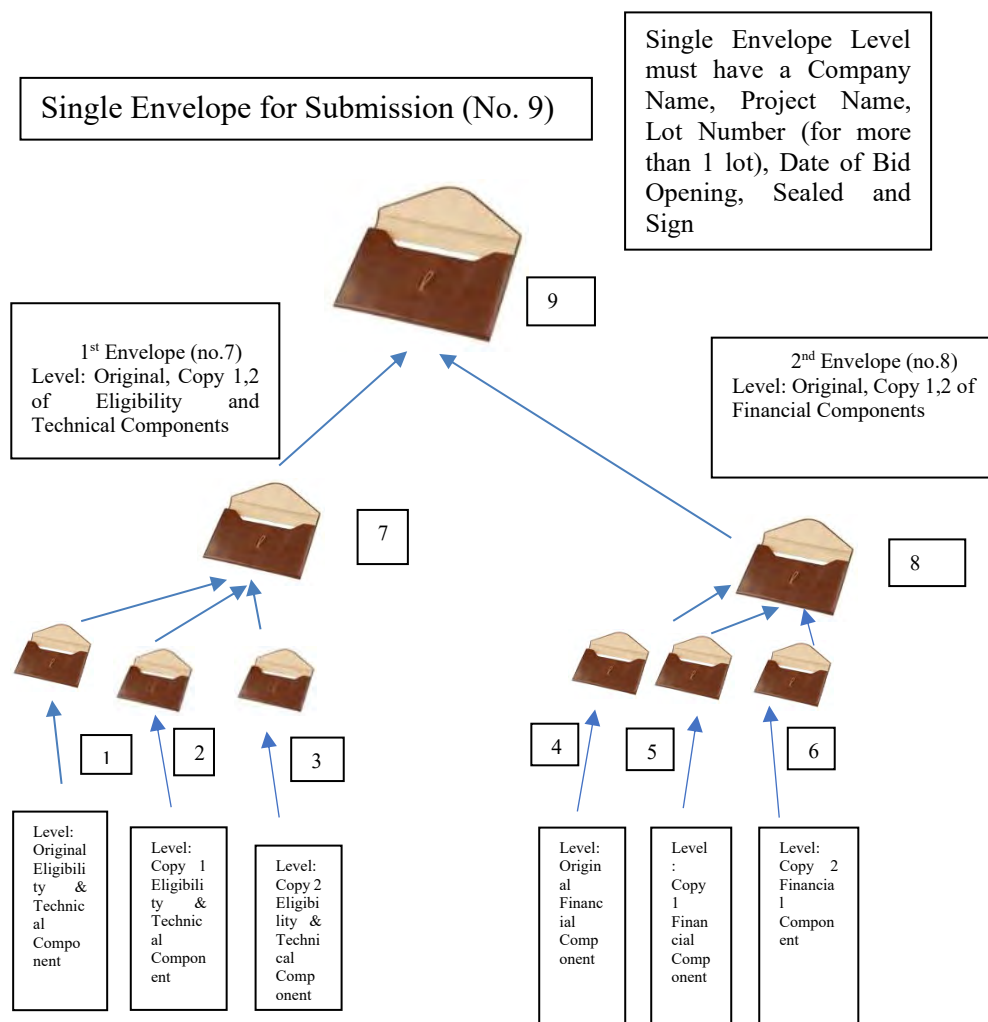 Single Envelope Level
must have a Company
Name, Project Name,
Lot Number (for more
than 1 lot), Date of Bid
Opening, Sealed and
Sign
Single Envelope for Submission (No. 9)
9
1st Envelope (no.7)
Level: Original, Copy 1,2
of Eligibility and
Technical Components
2nd Envelope (no.8)
Level: Original, Copy 1,2 of
Financial Components
7
8
1
2
3
4
5
6
Level:
Original
Eligibili
ty &
Technic
al
Compo
nent
Level:
Copy 1
Eligibili
ty &
Technic
al
Compon
ent
Level:
Copy 2
Eligibi
lity &
Techni
cal
Comp
onent
Level:
Origin
al
Financ
ial
Comp
onent
Level
:
Copy
1
Finan
cial
Comp
onent
Level:
Copy 2
Financia
l
Compon
ent